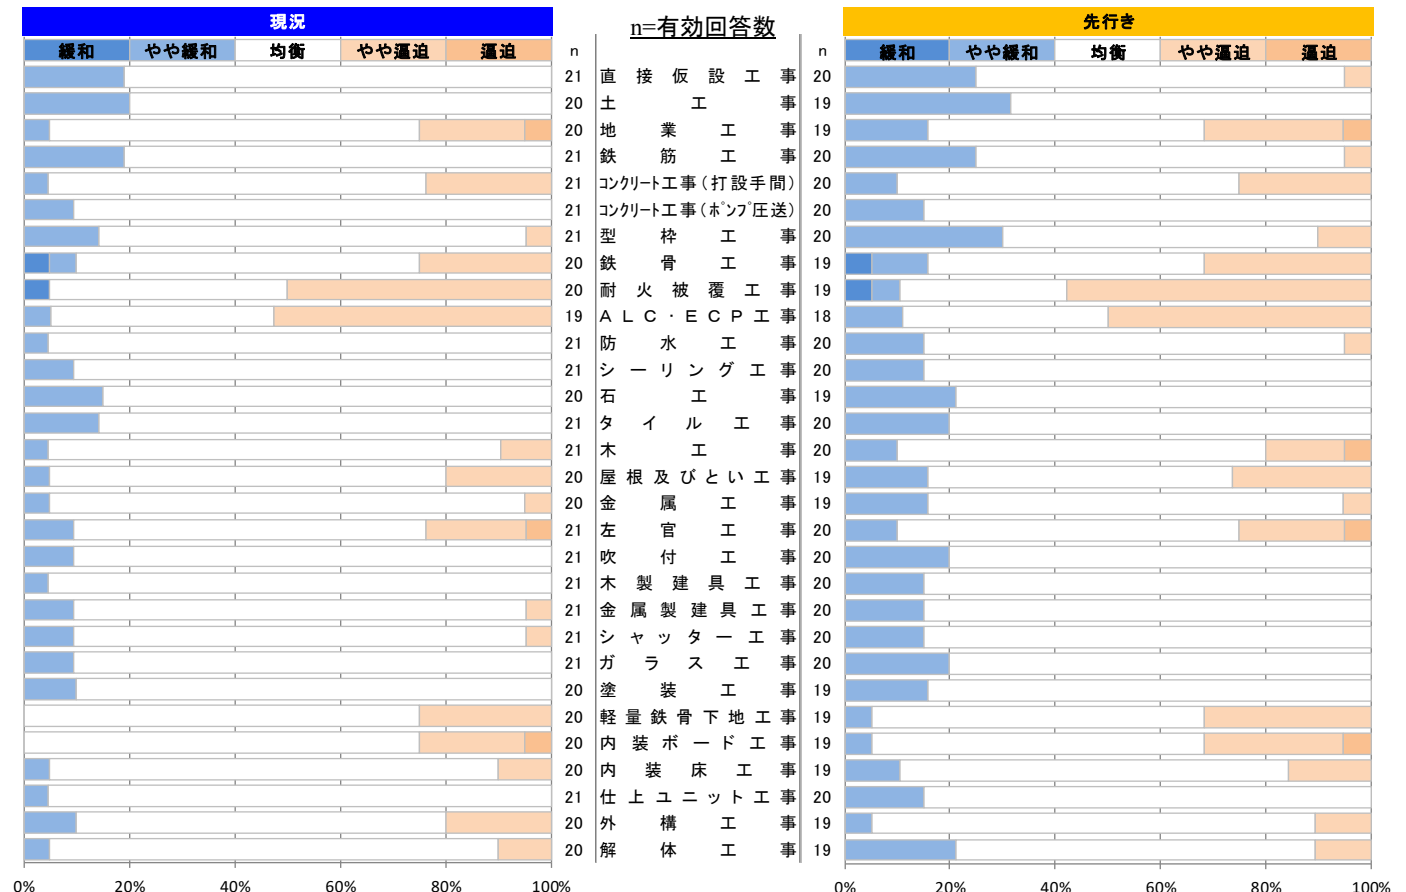 現況 n=有効回答数 先行き
緩和 やや緩和 均衡 やや逼迫 逼迫 n n 緩和 やや緩和 均衡 やや逼迫 逼迫
21 直接仮設工事 20
20 土工事 19
20 地業工事 19
21 鉄筋工事 20
21 コンクリート工事(打設手間) 20
21 コンクリート工事(ポンプ圧送) 20
21 型枠工事 20
20 鉄骨工事 19
20 耐火被覆工事 19
19 ALC・ECP工事 18
21 防水工事 20
21 シーリング工事 20
20 石工事 19
21 タイル工事 20
21 木工事 20
20 屋根及びとい工事 19
20 金属工事 19
21 左官工事 20
21 吹付工事 20
21 木製建具工事 20
21 金属製建具工事 20
21 シャッター工事 20
21 ガラス工事 20
20 塗装工事 19
20 軽量鉄骨下地工事 19
20 内装ボード工事 19
20 内装床工事 19
21 仕上ユニット工事 20
20 外構工事 19
20 解体工事 19
0% 20% 40% 60% 80% 100% 0% 20% 40% 60% 80% 100%